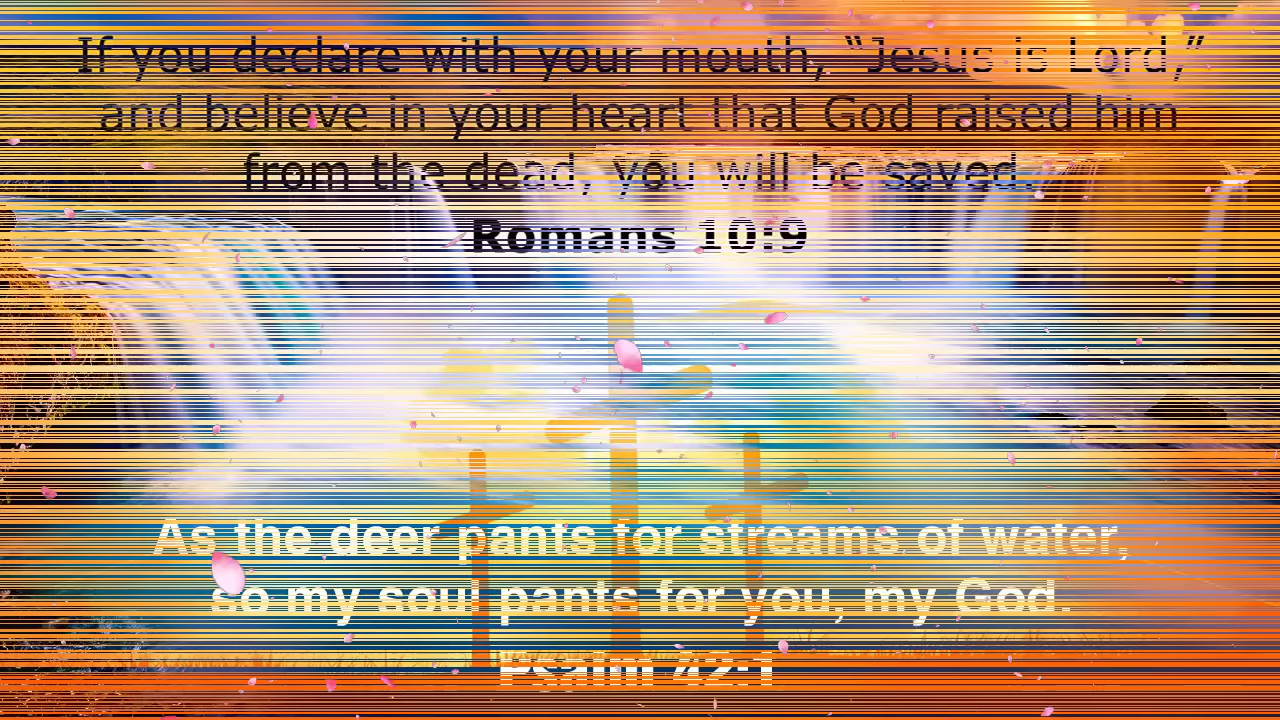 If you declare with your mouth, “Jesus is Lord,”
and believe in your heart that God raised him
from the dead, you will be saved.
Romans 10:9
As the deer pants for streams of water,
so my soul pants for you, my God.
Psalm 42:1